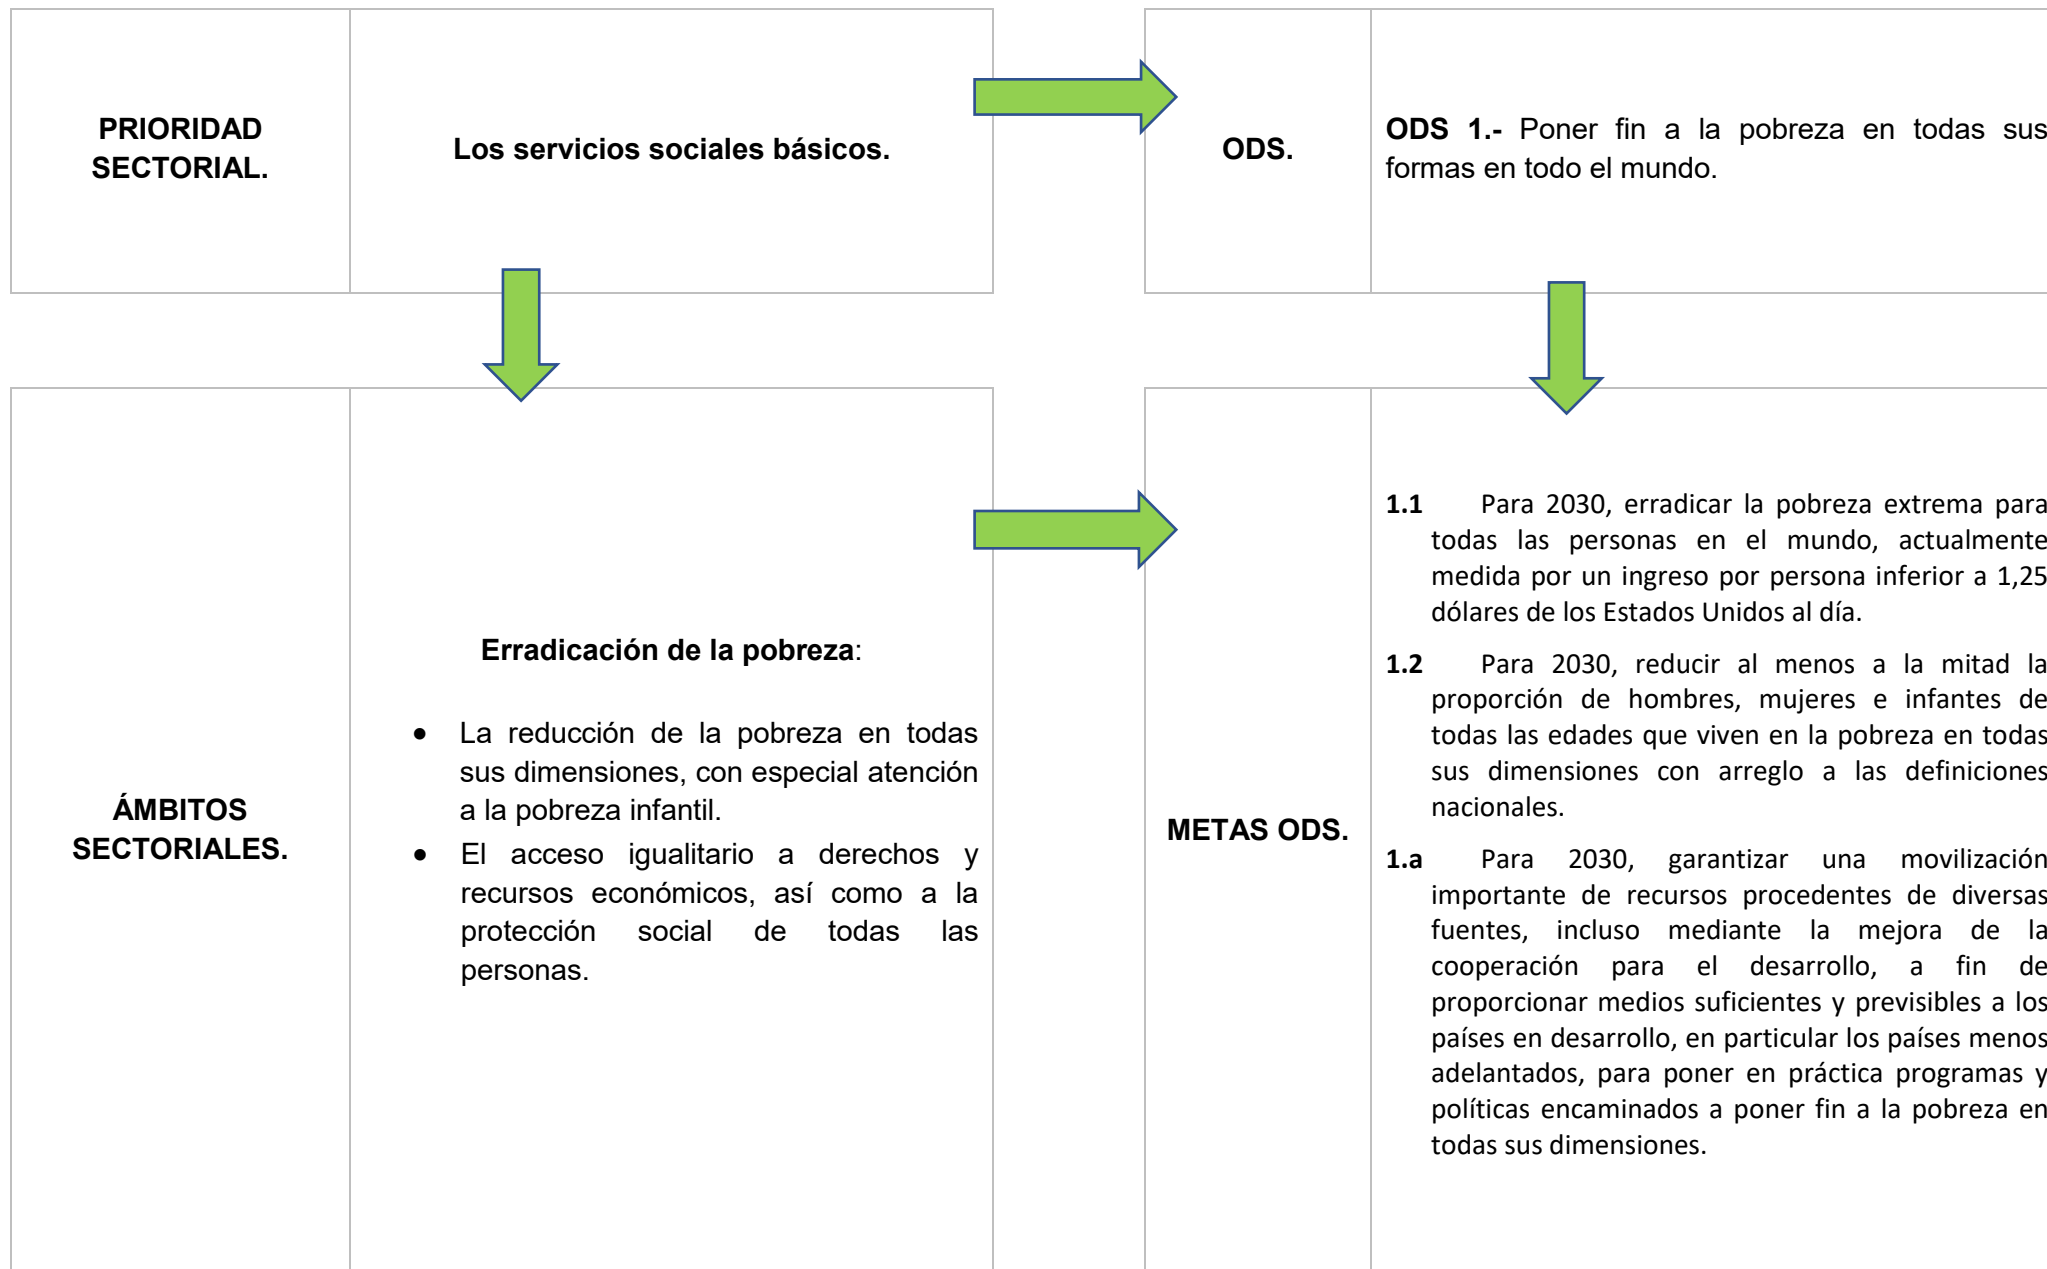 PRIORIDAD
SECTORIAL.
Los servicios sociales básicos.
ODS.
ODS 1.- Poner fin a la pobreza en todas sus
formas en todo el mundo.
ÁMBITOS
SECTORIALES.
Erradicación de la pobreza:
• La reducción de la pobreza en todas
sus dimensiones, con especial atención
a la pobreza infantil.
• El acceso igualitario a derechos y
recursos económicos, así como a la
protección social de todas las
personas.
METAS ODS.
1.1 Para 2030, erradicar la pobreza extrema para
todas las personas en el mundo, actualmente
medida por un ingreso por persona inferior a 1,25
dólares de los Estados Unidos al día.
1.2 Para 2030, reducir al menos a la mitad la
proporción de hombres, mujeres e infantes de
todas las edades que viven en la pobreza en todas
sus dimensiones con arreglo a las definiciones
nacionales.
1.a Para 2030, garantizar una movilización
importante de recursos procedentes de diversas
fuentes, incluso mediante la mejora de la
cooperación para el desarrollo, a fin de
proporcionar medios suficientes y previsibles a los
países en desarrollo, en particular los países menos
adelantados, para poner en práctica programas y
políticas encaminados a poner fin a la pobreza en
todas sus dimensiones.